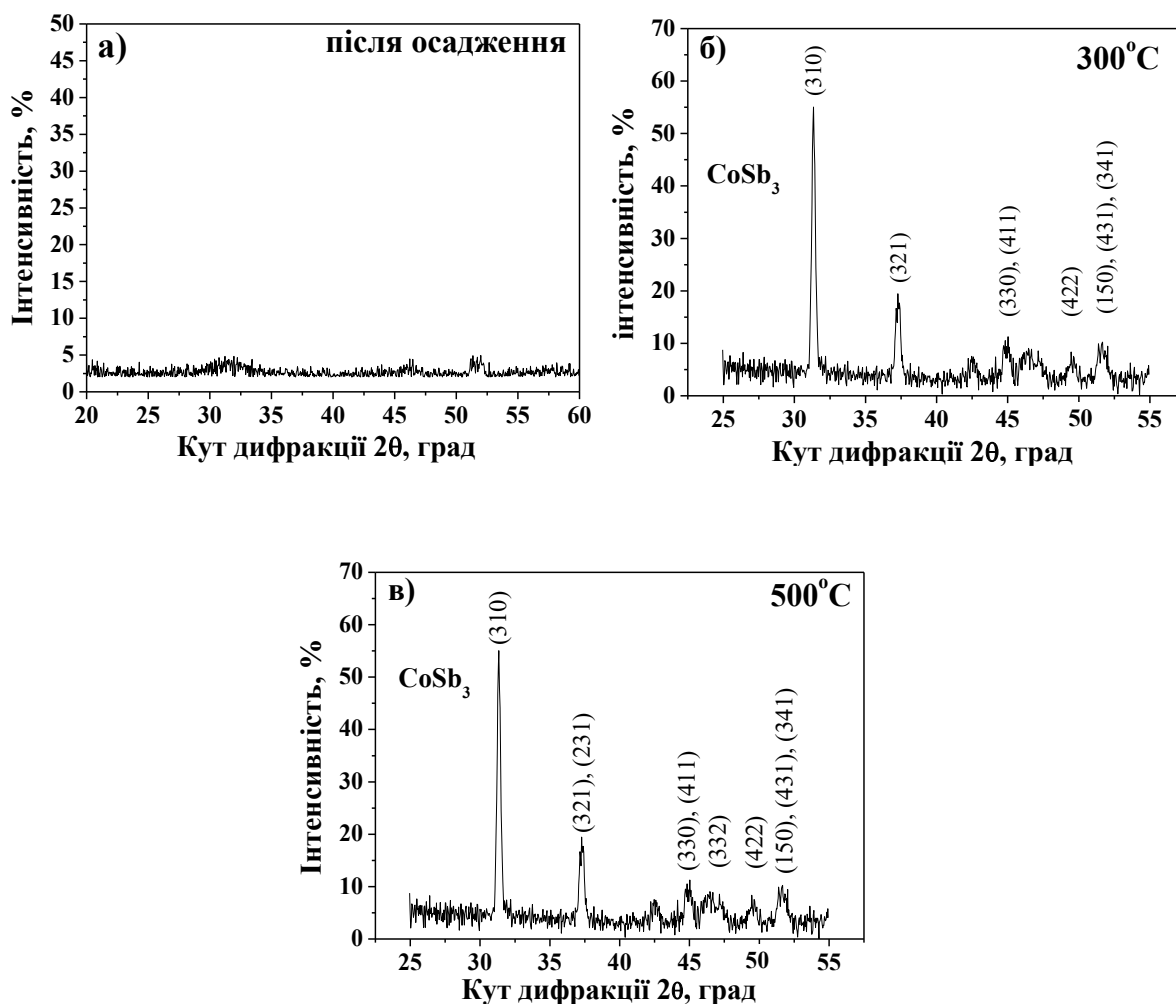 а)
після осадження
50
45
40
35
30
25
20
15
10
5
0
Інтенсивність, %
20 25 30 35 40 45 50 55 60
Кут дифракції 2θ, град
б)
300°C
70
60
50
40
30
20
10
0
інтенсивність, %
CoSb₃
(310)
(321)
(330), (411)
(422)
(150), (431), (341)
25 30 35 40 45 50 55
Кут дифракції 2θ, град
в)
500°C
70
60
50
40
30
20
10
0
Інтенсивність, %
CoSb₃
(310)
(321), (231)
(330), (411)
(332)
(422)
(150), (431), (341)
25 30 35 40 45 50 55
Кут дифракції 2θ, град